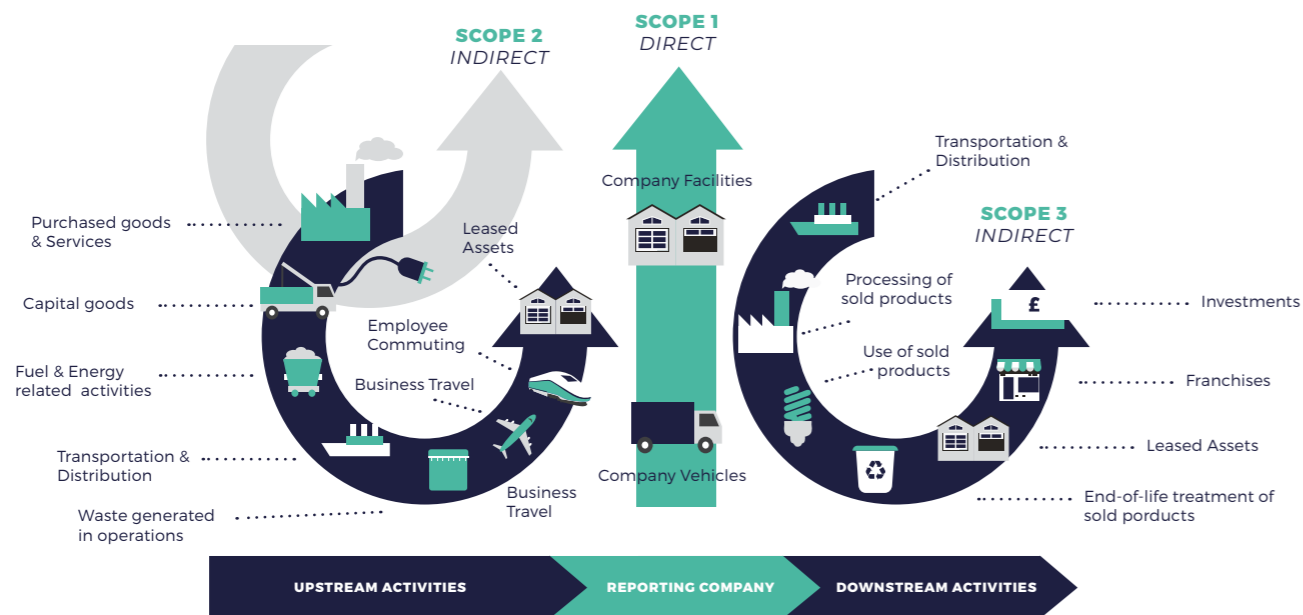 SCOPE 2
INDIRECT
SCOPE 1
DIRECT
Purchased goods
& Services
Capital goods
Fuel & Energy
related activities
Transportation &
Distribution
Waste generated
in operations
Leased
Assets
Employee
Commuting
Business Travel
Business
Travel
Company Facilities
Company Vehicles
Transportation &
Distribution
SCOPE 3
INDIRECT
Processing of
sold products
Use of sold
products
£
Investments
Franchises
Leased Assets
End-of-life treatment of
sold porducts
UPSTREAM ACTIVITIES
REPORTING COMPANY
DOWNSTREAM ACTIVITIES